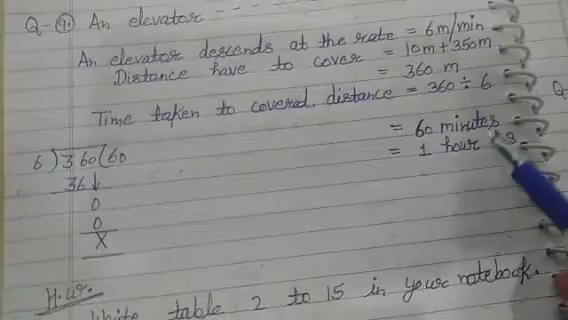 Q-9. An elevator - - - -
An elevator descends at the rate = 6m/min
Distance have to cover = 10m+350m
= 360 m
Time taken to covered distance = 360÷6
= 60 minutes
= 1 hour
6)360(60
36↓
0
0
X
H.W.
Write table 2 to 15 in your notebook.
Q